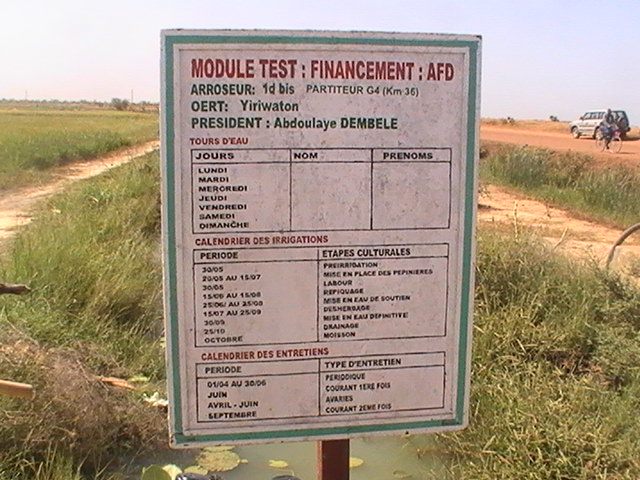 MODULE TEST : FINANCEMENT : AFD
ARROSEUR: 1d bis PARTITEUR G4 (Km 36)
OERT: Yiriwaton
PRESIDENT : Abdoulaye DEMBELE
TOURS D'EAU
JOURS NOM PRENOMS
LUNDI
MARDI
MERCREDI
JEUDI
VENDREDI
SAMEDI
DIMANCHE
CALENDRIER DES IRRIGATIONS
PERIODE ETAPES CULTURALES
30/05 PREIRRIGATION
20/05 AU 15/07 MISE EN PLACE DES PEPINIERES
30/05 LABOUR
15/06 AU 15/08 REPIQUAGE
25/06/ AU 25/08 MISE EN EAU DE SOUTIEN
15/07 AU 25/09 DESHERBAGE
30/09 MISE EN EAU DEFINITIVE
25/10 DRAINAGE
OCTOBRE MOISSON
CALENDRIER DES ENTRETIENS
PERIODE TYPE D'ENTRETIEN
01/04 AU 30/06 PERIODIQUE
JUIN COURANT 1ERE FOIS
AVRIL - JUIN AVARIES
SEPTEMBRE COURANT 2EME FOIS